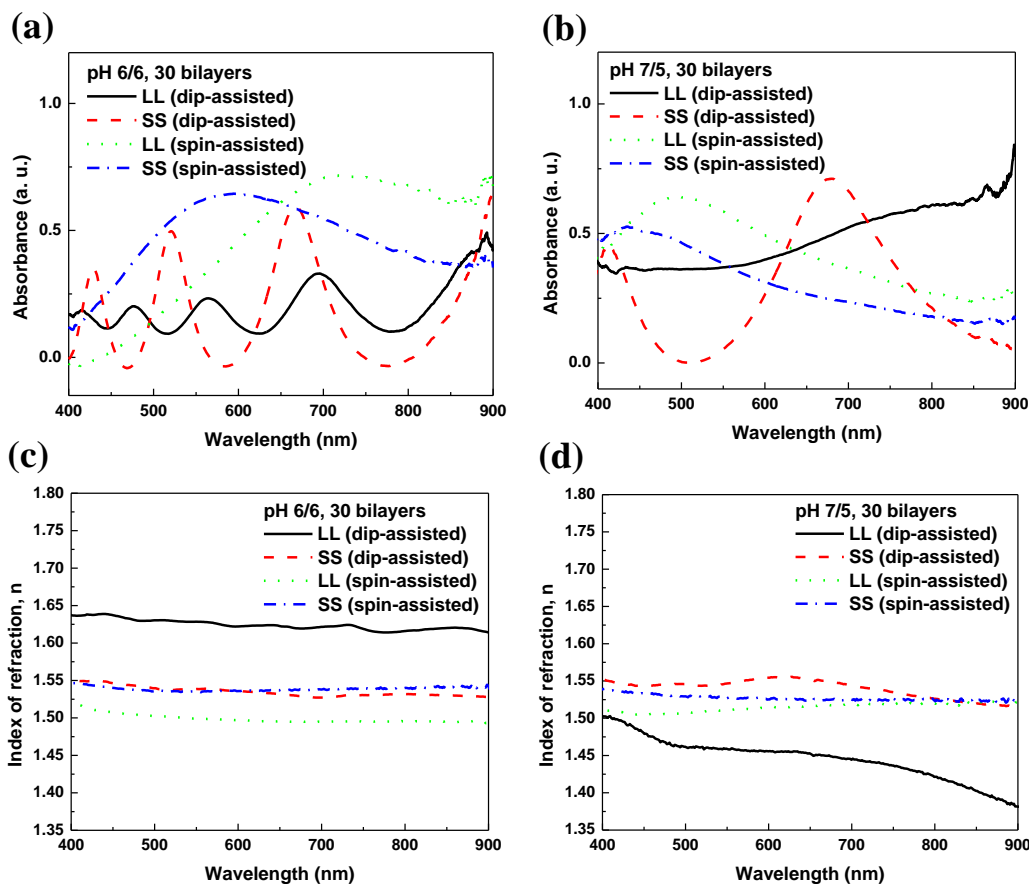 (a)
pH 6/6, 30 bilayers
LL (dip-assisted)
SS (dip-assisted)
LL (spin-assisted)
SS (spin-assisted)
1.0
0.5
0.0
Absorbance (a. u.)
400 500 600 700 800 900
Wavelength (nm)
(b)
pH 7/5, 30 bilayers
LL (dip-assisted)
SS (dip-assisted)
LL (spin-assisted)
SS (spin-assisted)
1.0
0.5
0.0
Absorbance (a. u.)
400 500 600 700 800 900
Wavelength (nm)
(c)
pH 6/6, 30 bilayers
LL (dip-assisted)
SS (dip-assisted)
LL (spin-assisted)
SS (spin-assisted)
1.80
1.75
1.70
1.65
1.60
1.55
1.50
1.45
1.40
1.35
Index of refraction, n
400 500 600 700 800 900
Wavelength (nm)
(d)
pH 7/5, 30 bilayers
LL (dip-assisted)
SS (dip-assisted)
LL (spin-assisted)
SS (spin-assisted)
1.80
1.75
1.70
1.65
1.60
1.55
1.50
1.45
1.40
1.35
Index of refraction, n
400 500 600 700 800 900
Wavelength (nm)